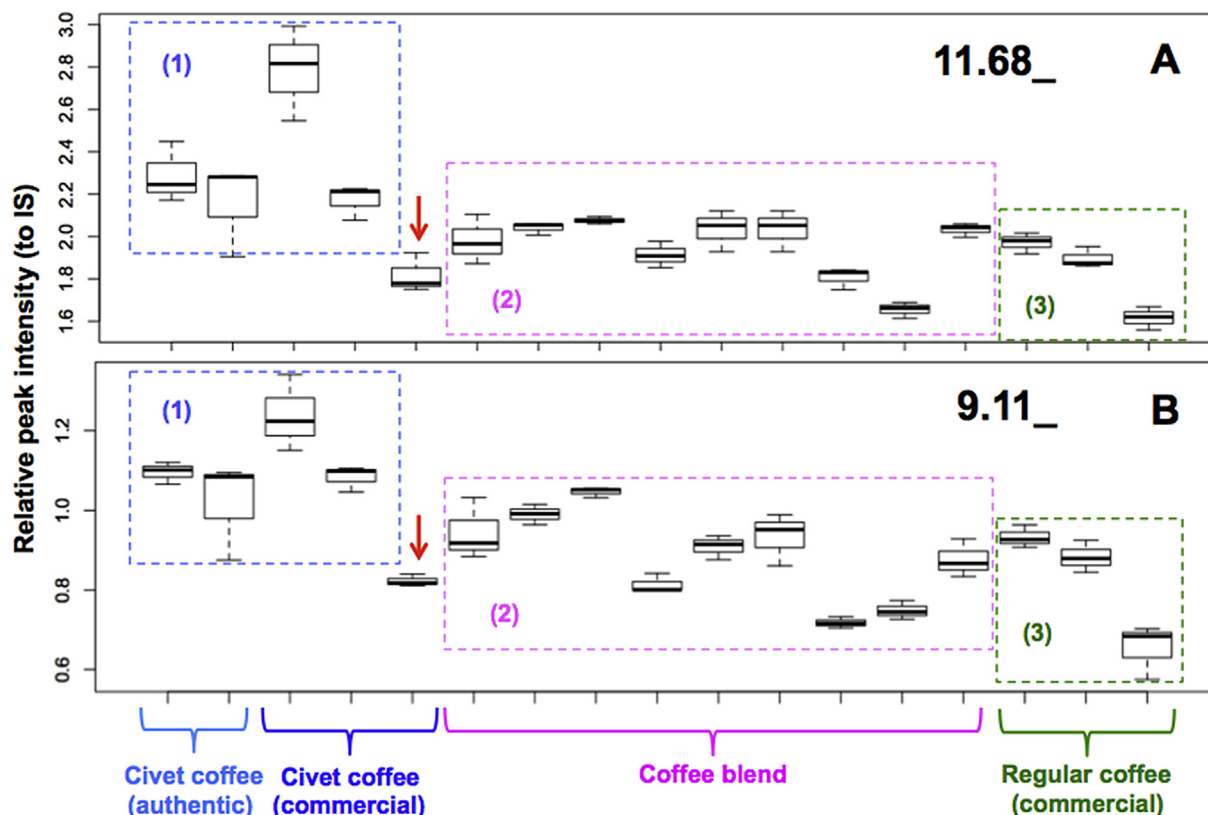 Relative peak intensity (to IS)
3.0
2.8
2.6
2.4
2.2
2.0
1.8
1.6
(1)
(2)
(3)
11.68_
A
1.2
1.0
0.8
0.6
(1)
(2)
(3)
9.11_
B
Civet coffee
(authentic)
Civet coffee
(commercial)
Coffee blend
Regular coffee
(commercial)